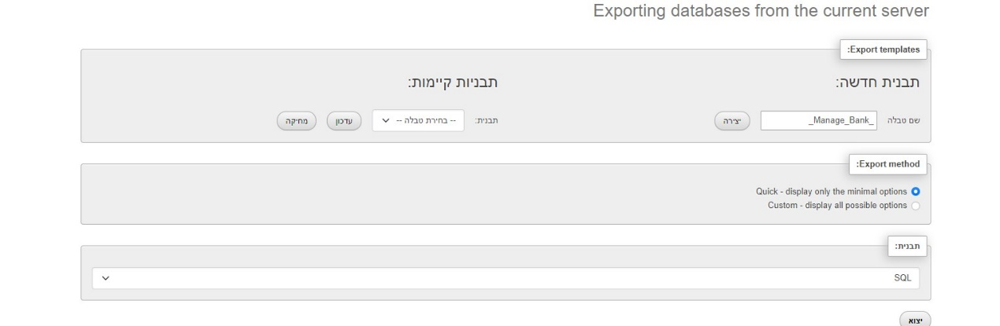 Exporting databases from the current server
Export templates:
תבנית חדשה:
שם טבלה _Manage_Bank_ יצירה
תבניות קיימות:
תבנית: -- בחירת טבלה -- עדכון מחיקה
Export method:
Quick - display only the minimal options
Custom - display all possible options
תבנית:
SQL
יצוא